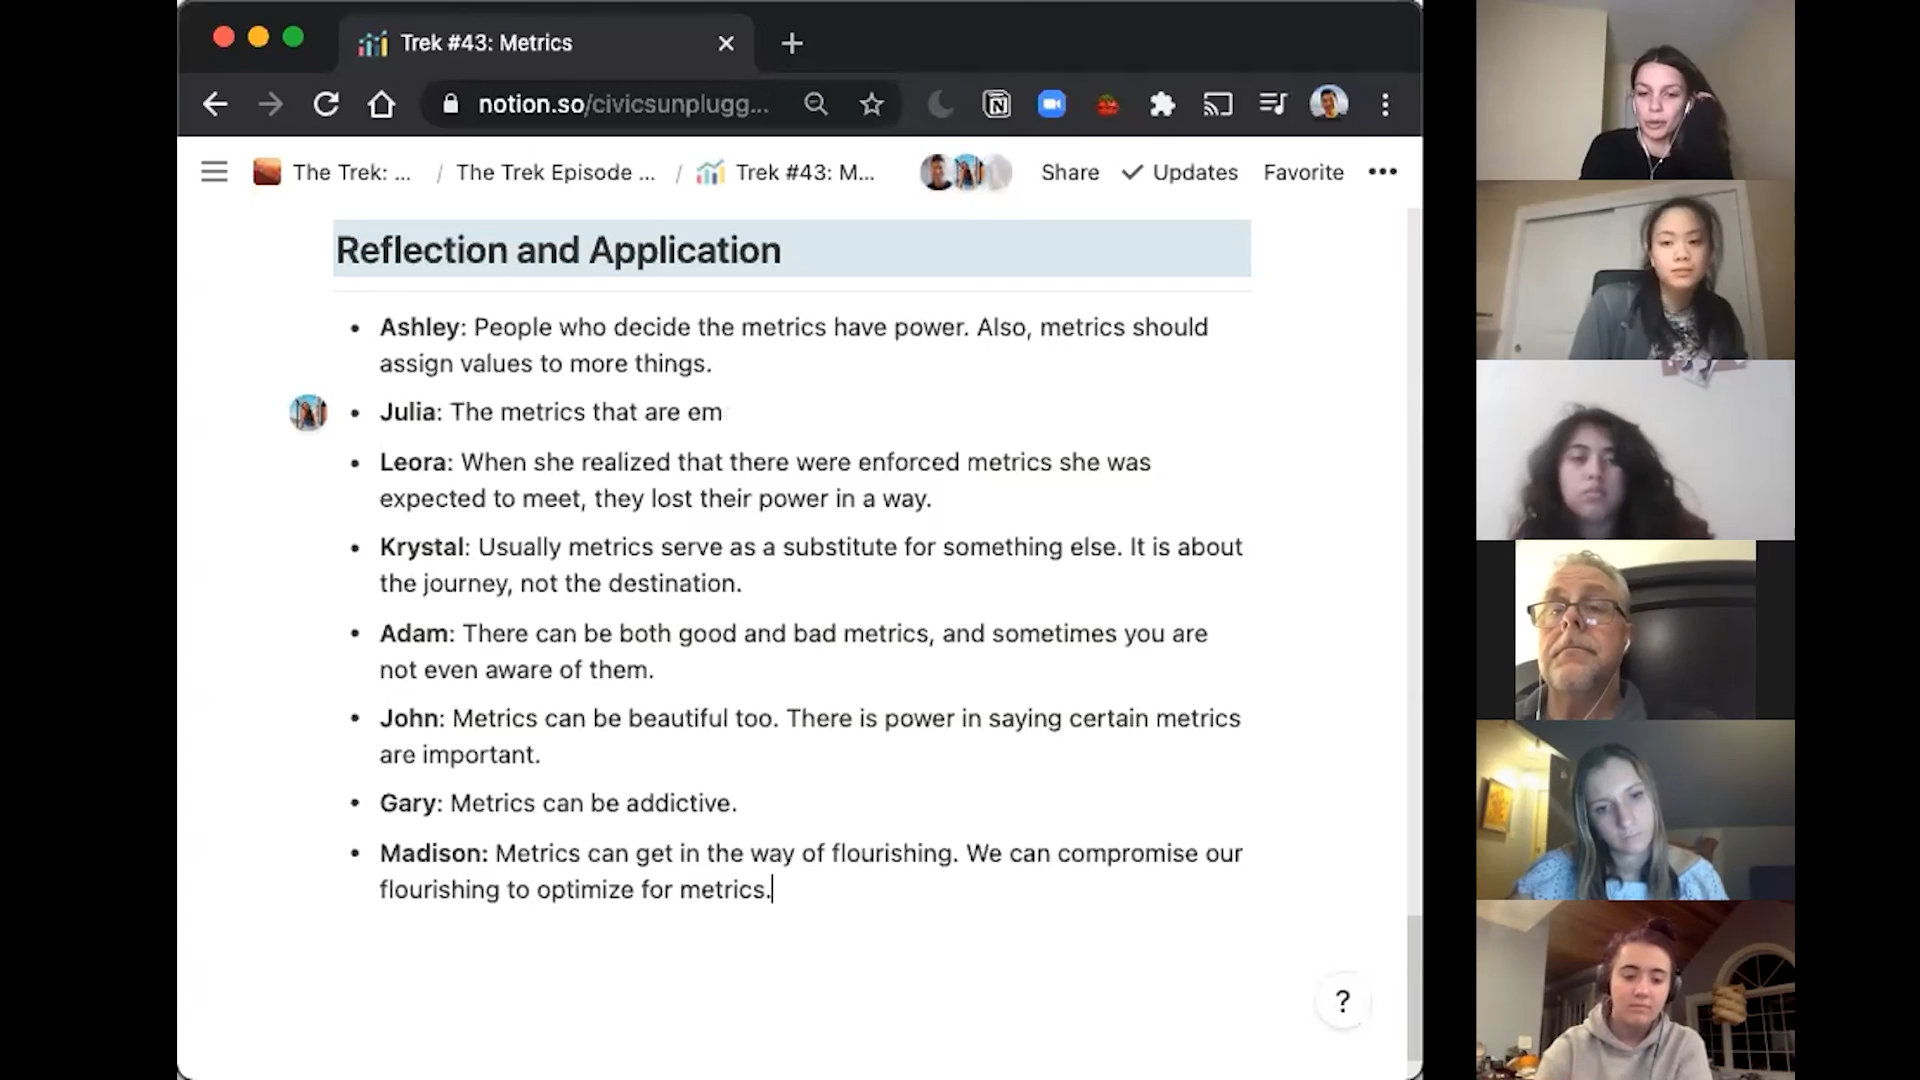 Trek #43: Metrics
notion.so/civicsunplugg...
The Trek: ... / The Trek Episode ... / Trek #43: M... Share Updates Favorite
Reflection and Application
Ashley: People who decide the metrics have power. Also, metrics should
assign values to more things.
Julia: The metrics that are em
Leora: When she realized that there were enforced metrics she was
expected to meet, they lost their power in a way.
Krystal: Usually metrics serve as a substitute for something else. It is about
the journey, not the destination.
Adam: There can be both good and bad metrics, and sometimes you are
not even aware of them.
John: Metrics can be beautiful too. There is power in saying certain metrics
are important.
Gary: Metrics can be addictive.
Madison: Metrics can get in the way of flourishing. We can compromise our
flourishing to optimize for metrics.
?